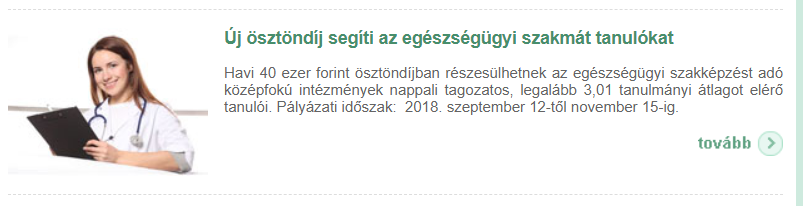 Új ösztöndíj segíti az egészségügyi szakmát tanulókat
Havi 40 ezer forint ösztöndíjban részesülhetnek az egészségügyi szakképzést adó
középfokú intézmények nappali tagozatos, legalább 3,01 tanulmányi átlagot elérő
tanulói. Pályázati időszak: 2018. szeptember 12-től november 15-ig.
tovább